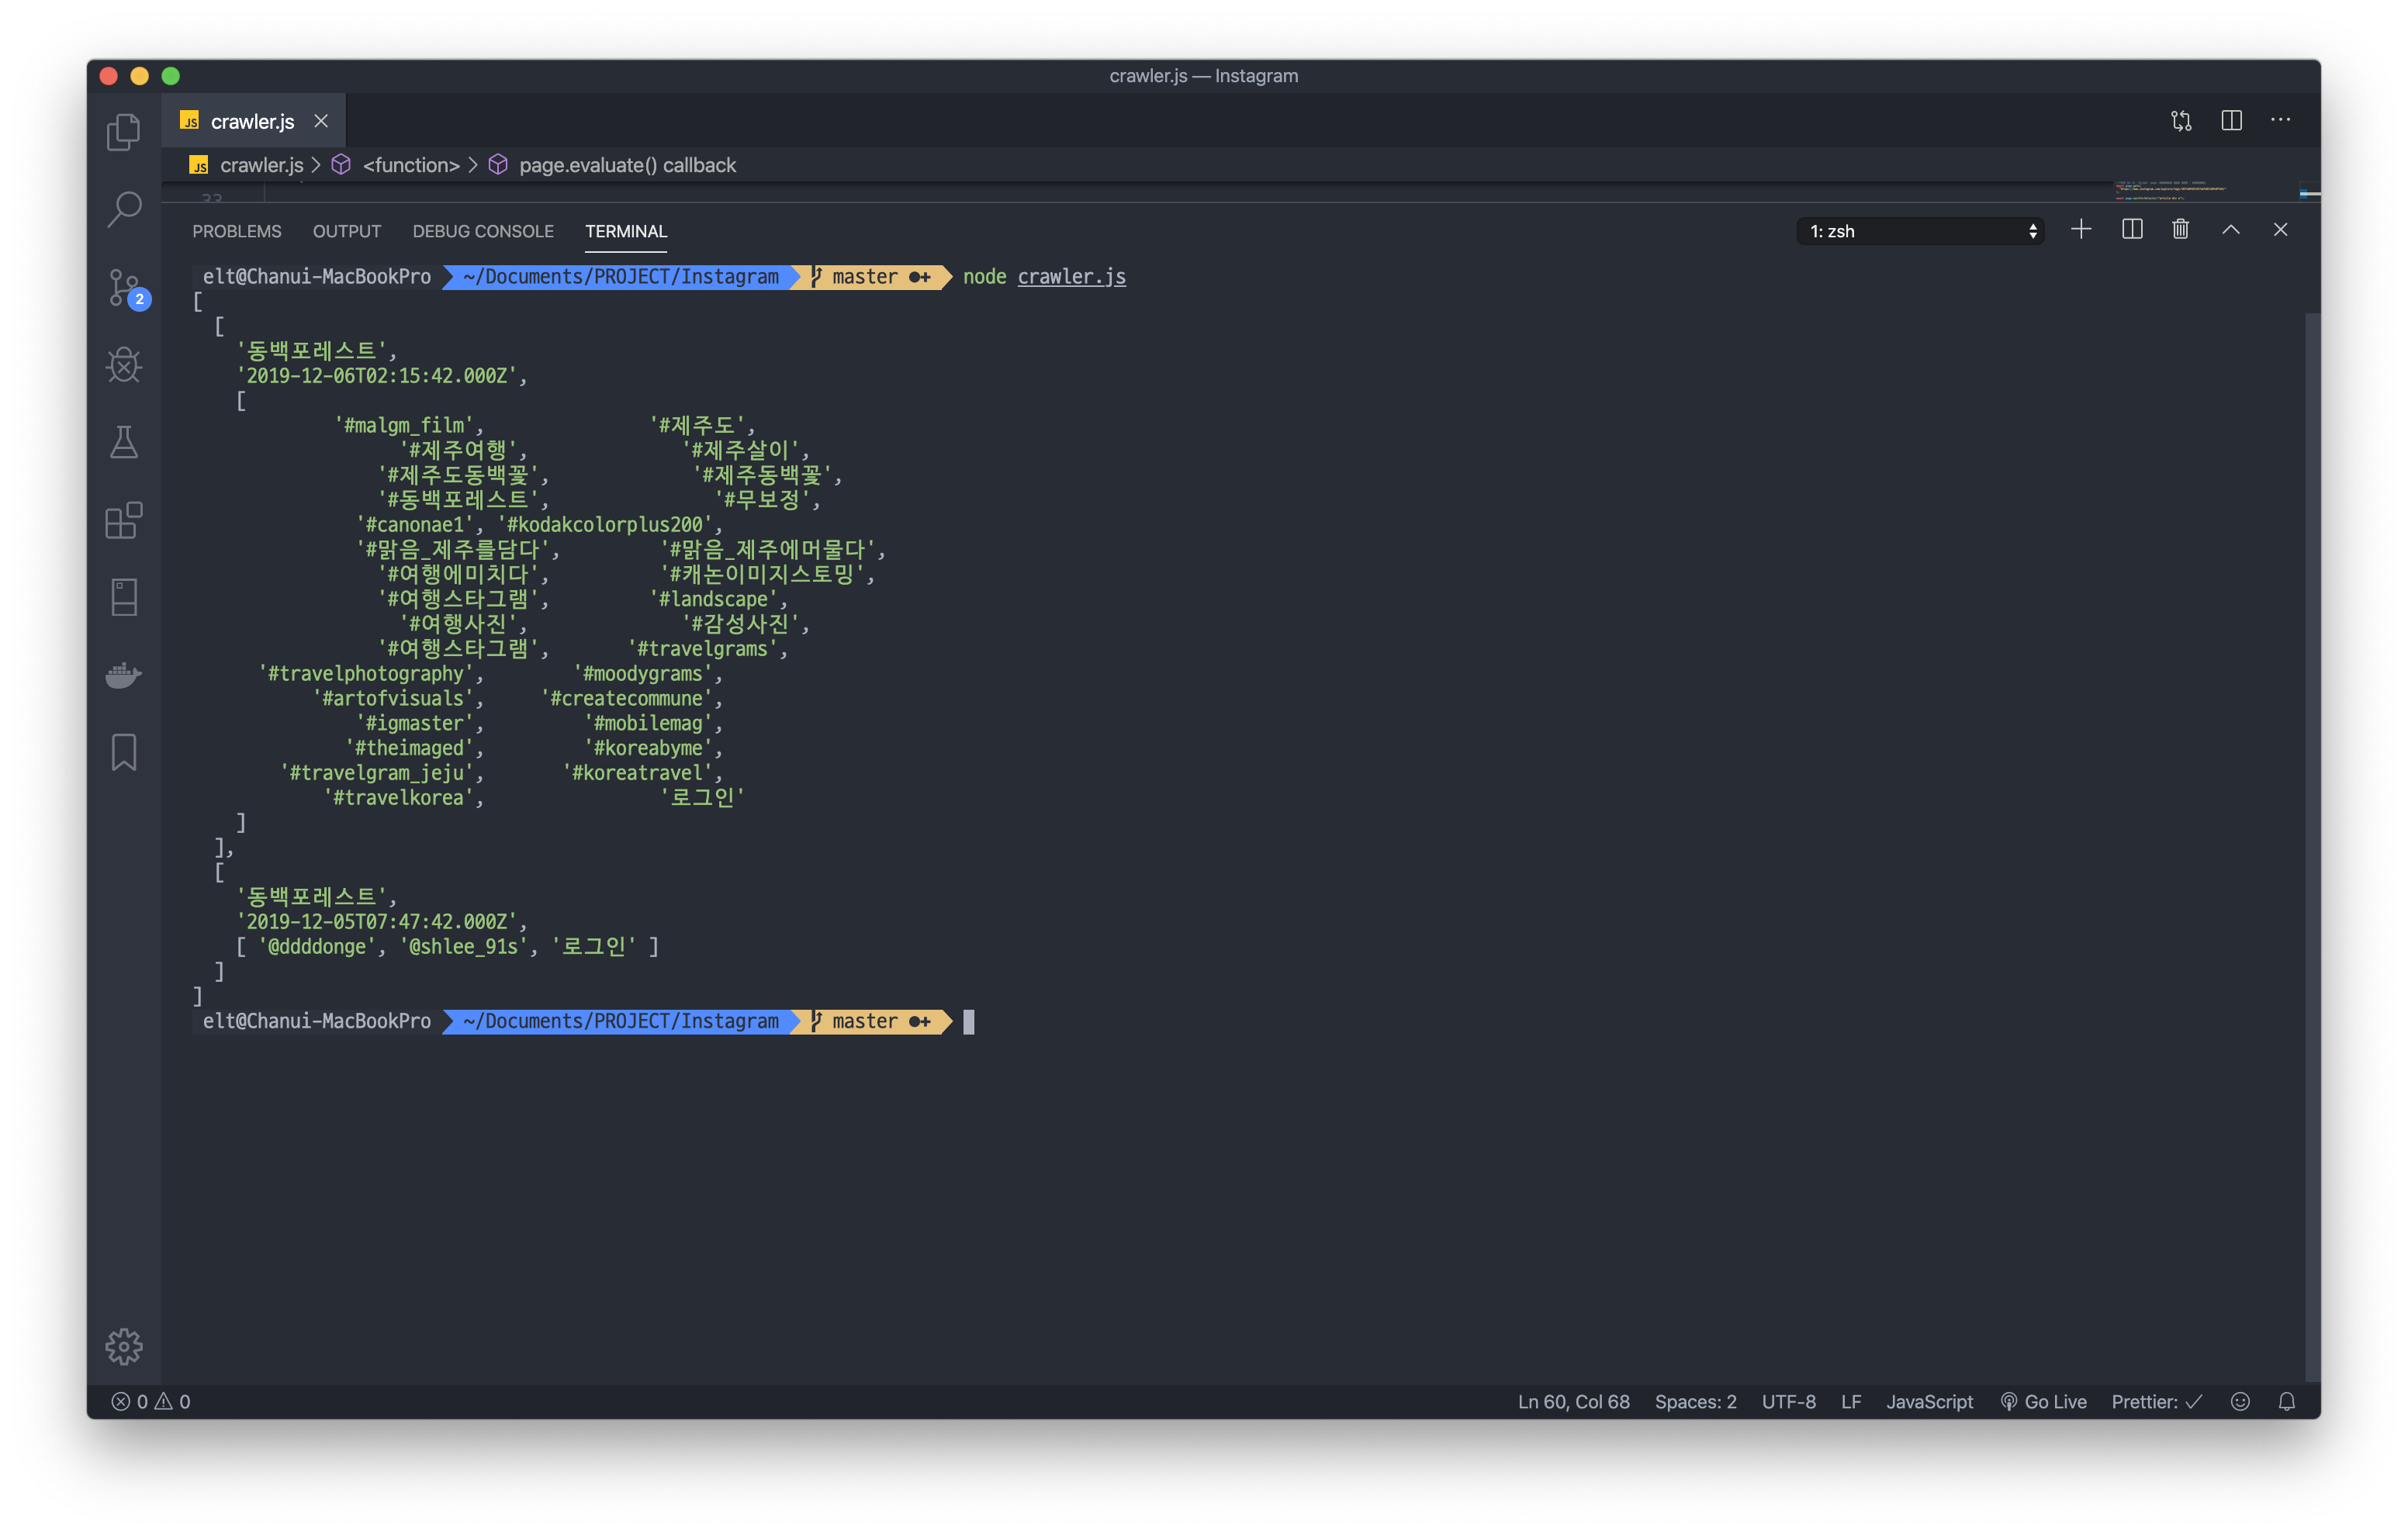 crawler.js — Instagram
JS crawler.js
JS crawler.js > <function> > page.evaluate() callback
33
PROBLEMS OUTPUT DEBUG CONSOLE TERMINAL 1: zsh
elt@Chanui-MacBookPro ~/Documents/PROJECT/Instagram master ●+ node crawler.js
[
[
'동백포레스트',
'2019-12-06T02:15:42.000Z',
[
'#malgm_film', '#제주도',
'#제주여행', '#제주살이',
'#제주도동백꽃', '#제주동백꽃',
'#동백포레스트', '#무보정',
'#canonae1', '#kodakcolorplus200',
'#맑음_제주를담다', '#맑음_제주에머물다',
'#여행에미치다', '#캐논이미지스토밍',
'#여행스타그램', '#landscape',
'#여행사진', '#감성사진',
'#여행스타그램', '#travelgrams',
'#travelphotography', '#moodygrams',
'#artofvisuals', '#createcommune',
'#igmaster', '#mobilemag',
'#theimaged', '#koreabyme',
'#travelgram_jeju', '#koreatravel',
'#travelkorea', '로그인'
]
],
[
'동백포레스트',
'2019-12-05T07:47:42.000Z',
[ '@ddddonge', '@shlee_91s', '로그인' ]
]
]
elt@Chanui-MacBookPro ~/Documents/PROJECT/Instagram master ●+
2
0 0 Ln 60, Col 68 Spaces: 2 UTF-8 LF JavaScript Go Live Prettier: ✓